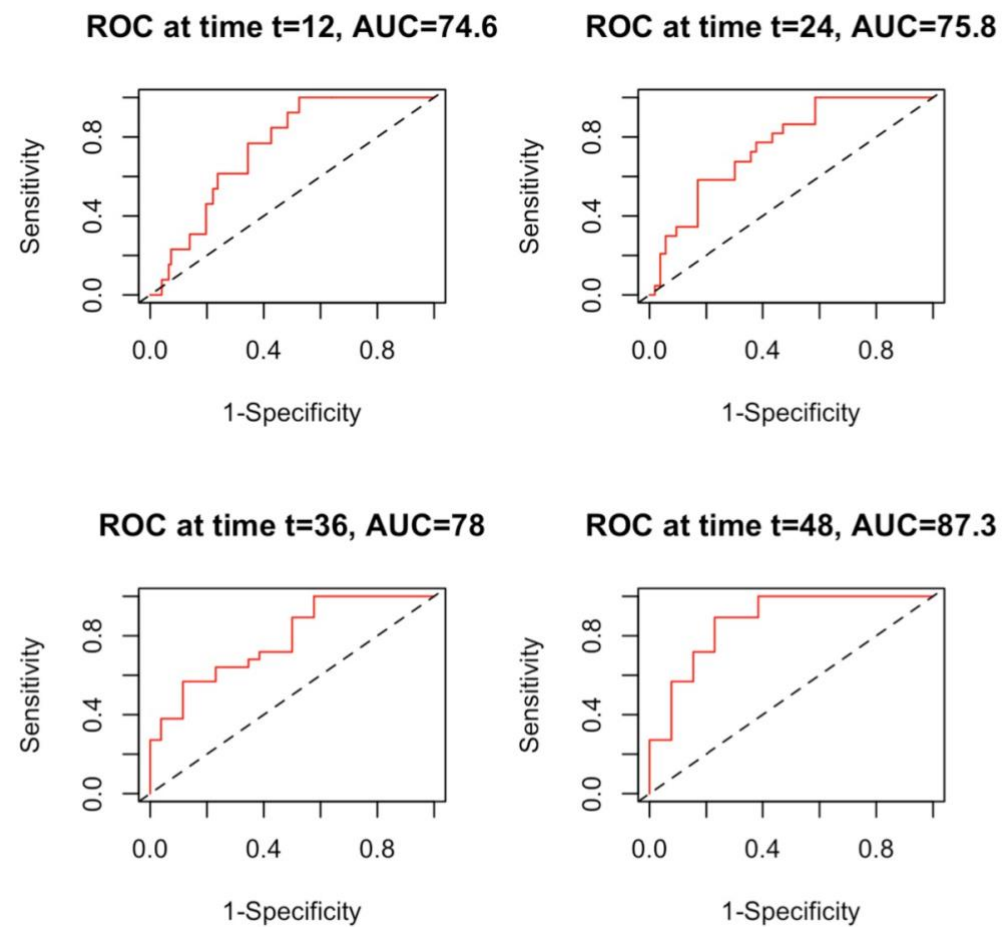 ROC at time t=12, AUC=74.6
Sensitivity
0.8
0.4
0.0
0.0 0.4 0.8
1-Specificity
ROC at time t=24, AUC=75.8
Sensitivity
0.8
0.4
0.0
0.0 0.4 0.8
1-Specificity
ROC at time t=36, AUC=78
Sensitivity
0.8
0.4
0.0
0.0 0.4 0.8
1-Specificity
ROC at time t=48, AUC=87.3
Sensitivity
0.8
0.4
0.0
0.0 0.4 0.8
1-Specificity